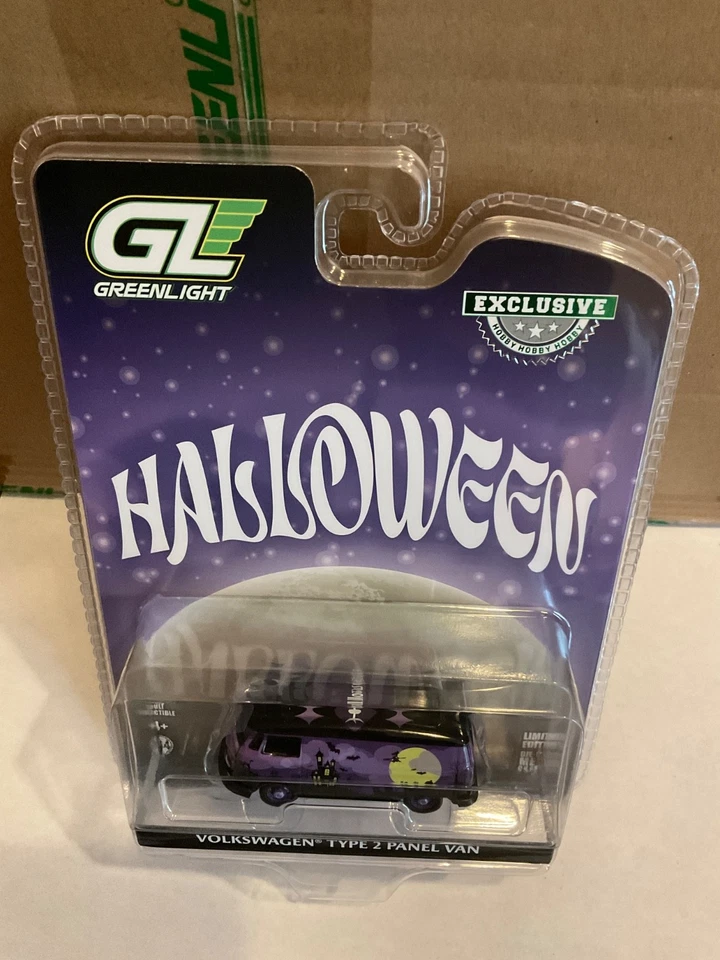 GL
GREENLIGHT
EXCLUSIVE
HOBBY HOBBY HOBBY
HALLOWEEN
VOLKSWAGEN® TYPE 2 PANEL VAN